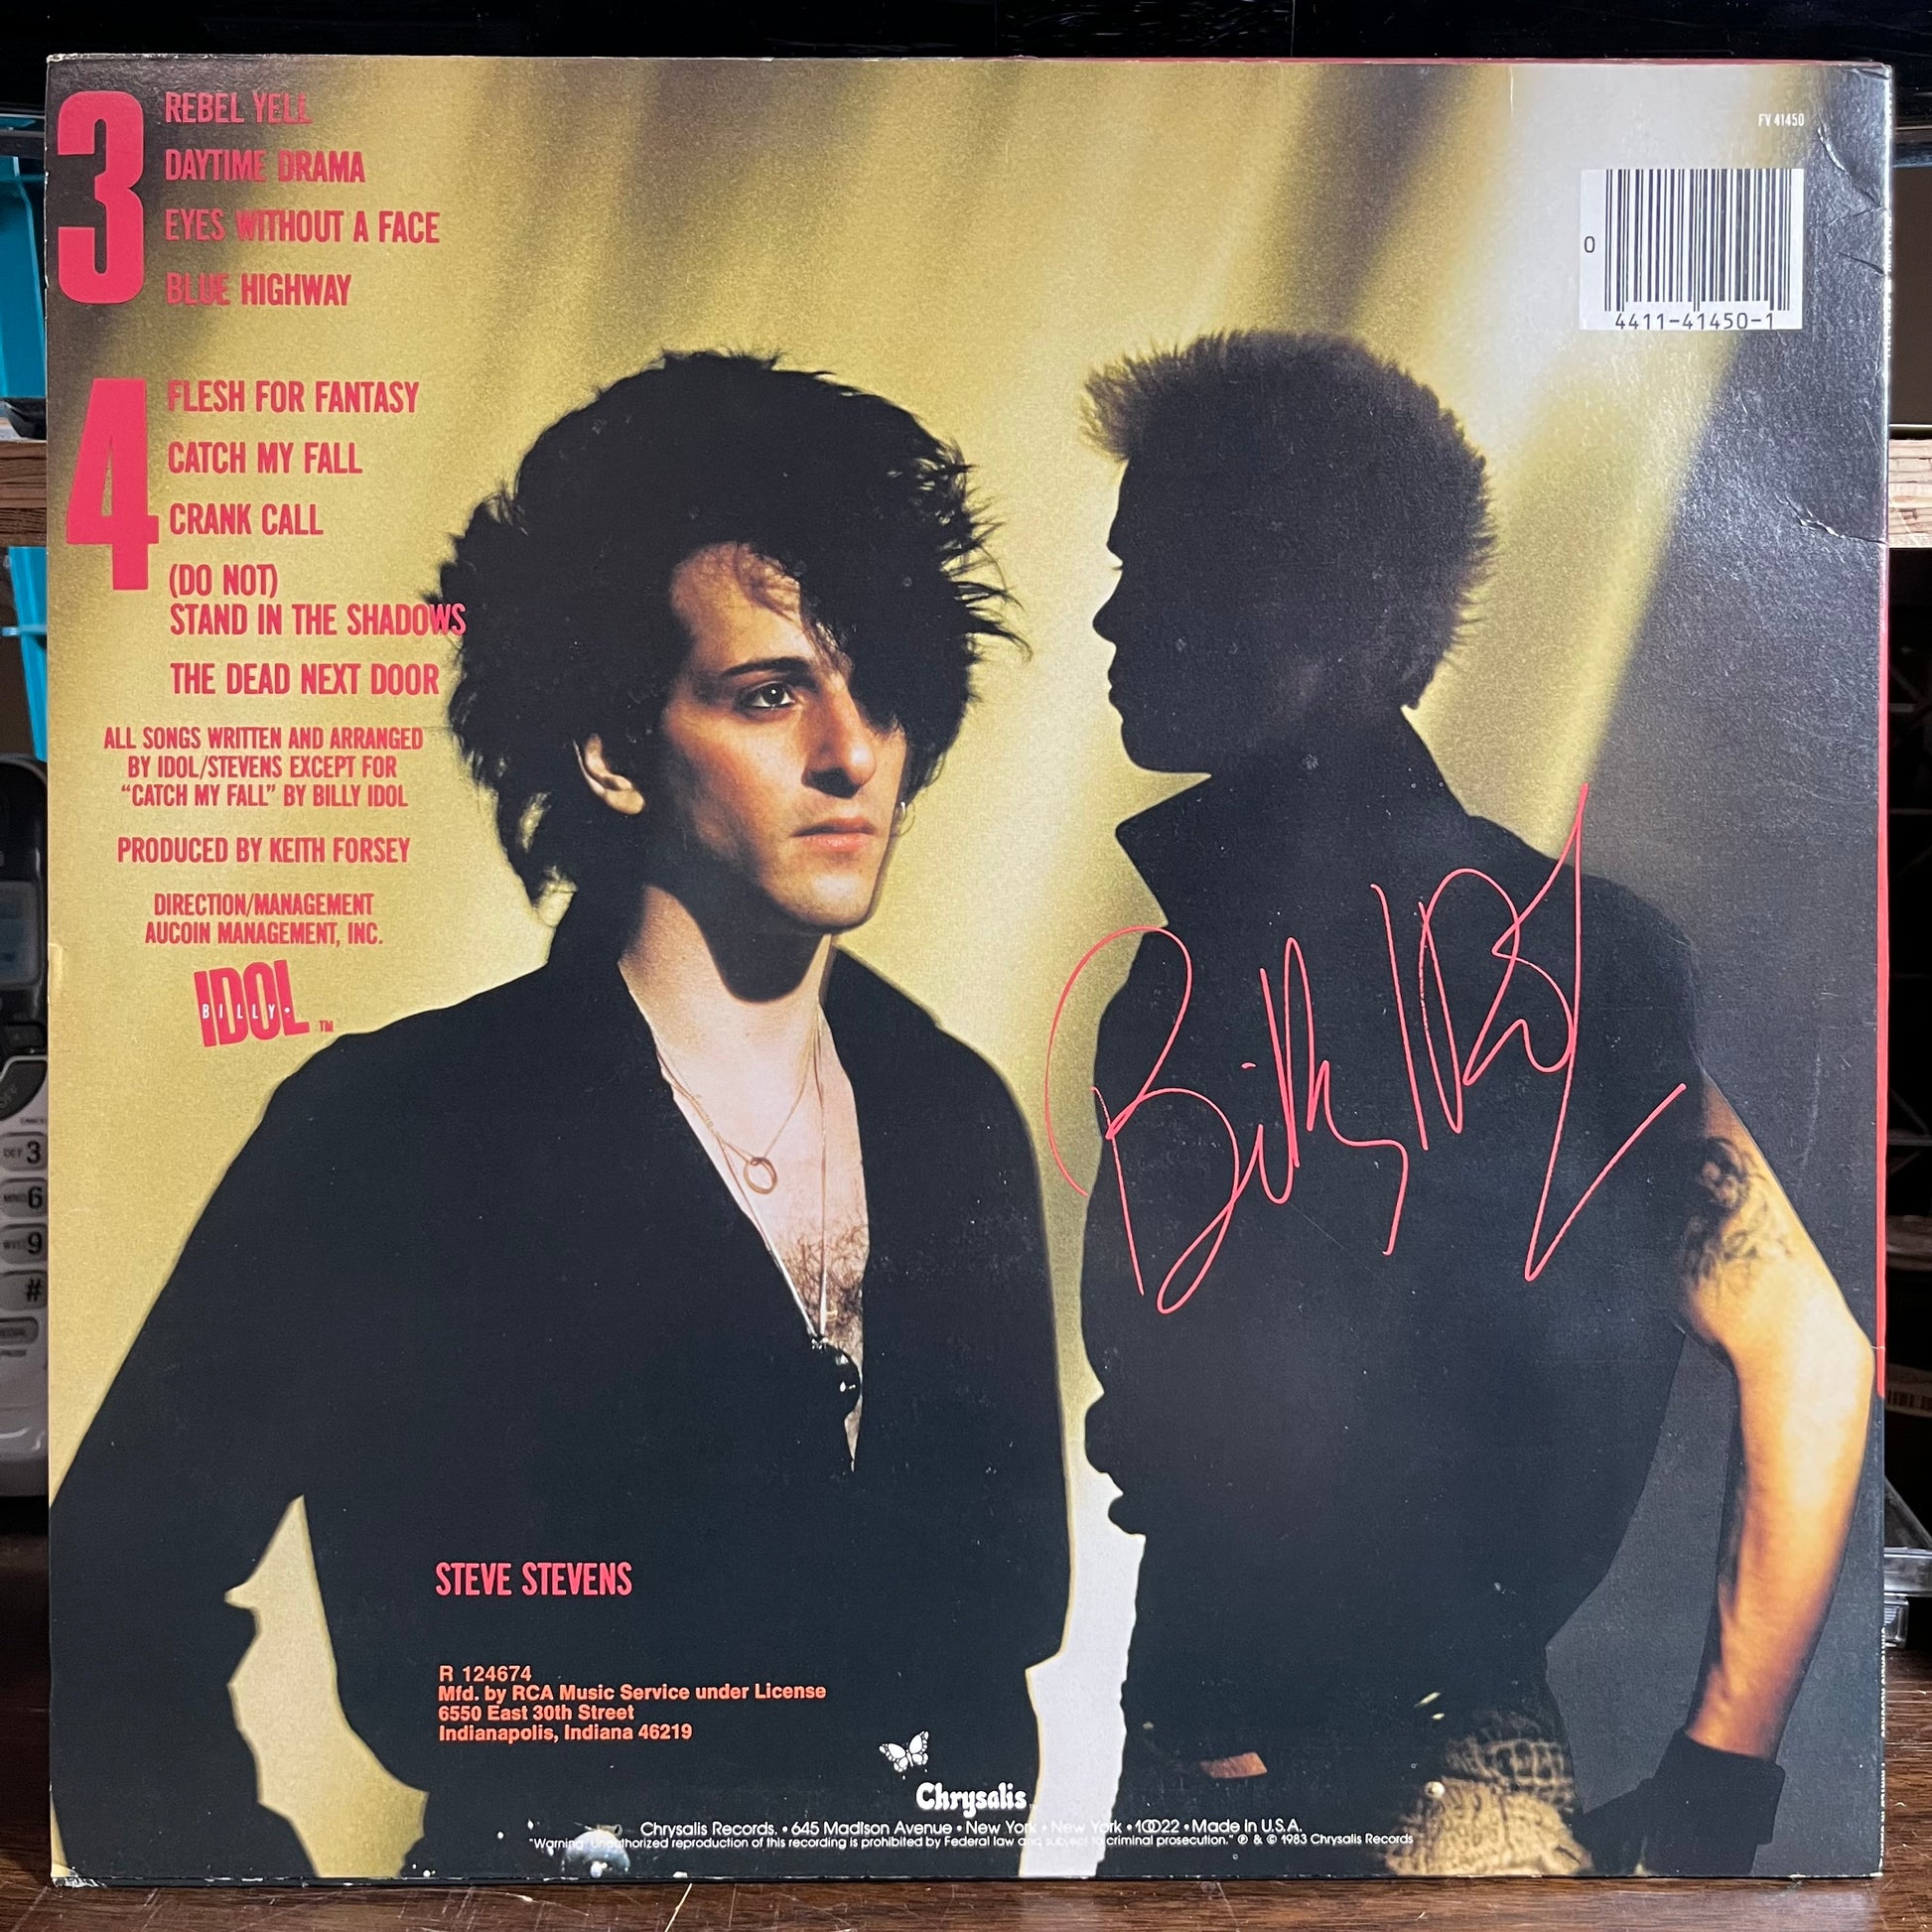 3
REBEL YELL
DAYTIME DRAMA
EYES WITHOUT A FACE
BLUE HIGHWAY
4
FLESH FOR FANTASY
CATCH MY FALL
CRANK CALL
(DO NOT)
STAND IN THE SHADOWS
THE DEAD NEXT DOOR
ALL SONGS WRITTEN AND ARRANGED
BY IDOL/STEVENS EXCEPT FOR
"CATCH MY FALL" BY BILLY IDOL
PRODUCED BY KEITH FORSEY
DIRECTION/MANAGEMENT
AUCOIN MANAGEMENT, INC.
BILLY•
IDOL TM
FV 41450
0
4411-41450-1
Billy Idol
STEVE STEVENS
R 124674
Mfd. by RCA Music Service under License
6550 East 30th Street
Indianapolis, Indiana 46219
Chrysalis
Chrysalis Records. • 645 Madison Avenue • New York • New York • 10022 • Made In U.S.A.
"Warning: Unauthorized reproduction of this recording is prohibited by Federal law and subject to criminal prosecution." ℗ & © 1983 Chrysalis Records
DEF 3
MNO 6
9
#